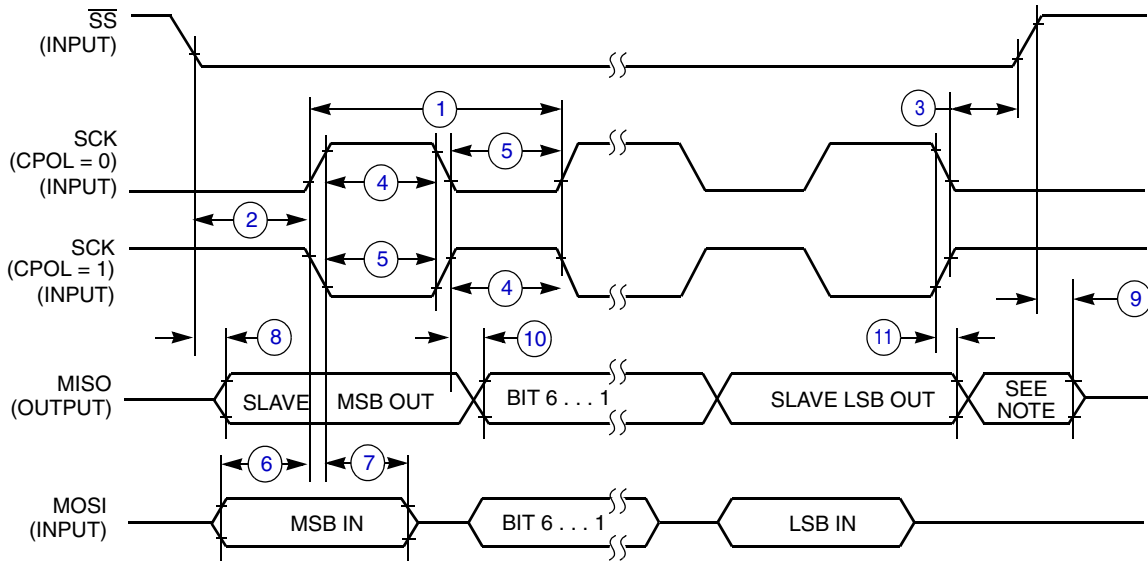 S̅S̅
(INPUT)
1
3
SCK
(CPOL = 0)
(INPUT)
5
4
2
SCK
(CPOL = 1)
(INPUT)
5
4
9
8
10
11
MISO
(OUTPUT)
SLAVE MSB OUT
BIT 6 . . . 1
SLAVE LSB OUT
SEE
NOTE
6
7
MOSI
(INPUT)
MSB IN
BIT 6 . . . 1
LSB IN